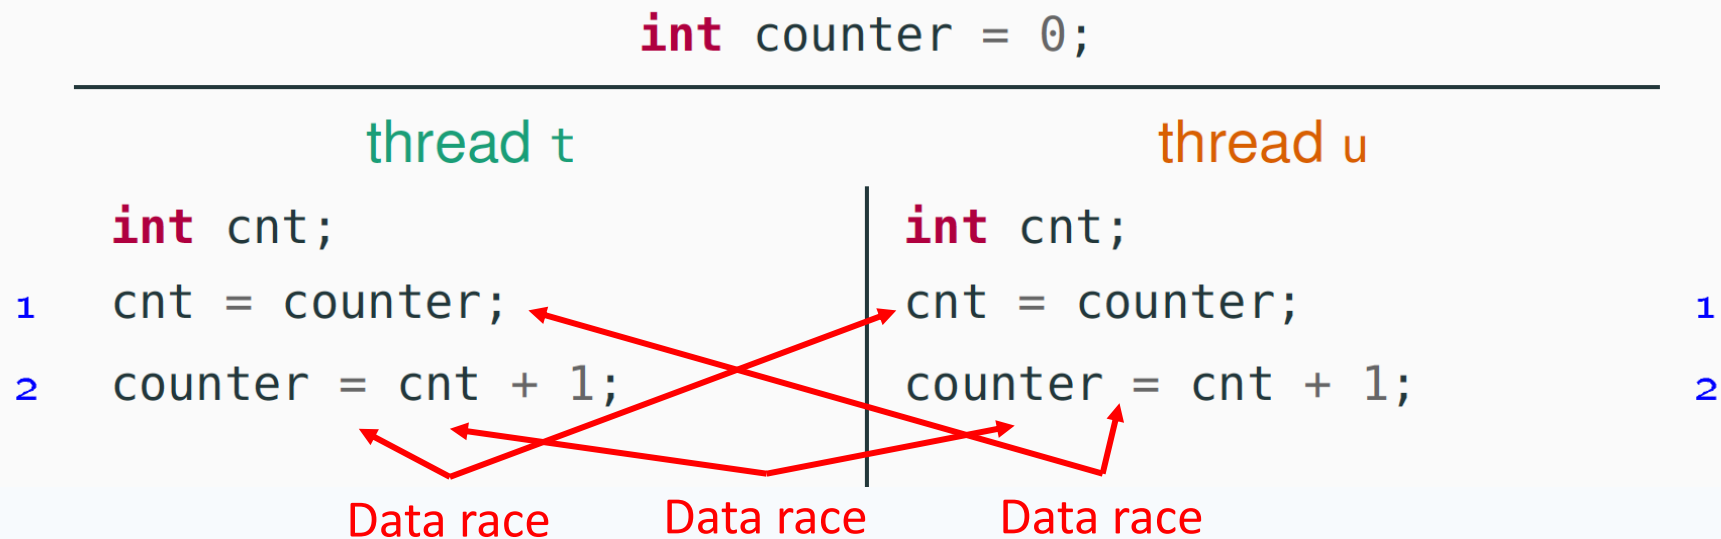 int counter = 0;
thread t
thread u
int cnt;
int cnt;
1 cnt = counter;
cnt = counter; 1
2 counter = cnt + 1;
counter = cnt + 1; 2
Data race
Data race
Data race